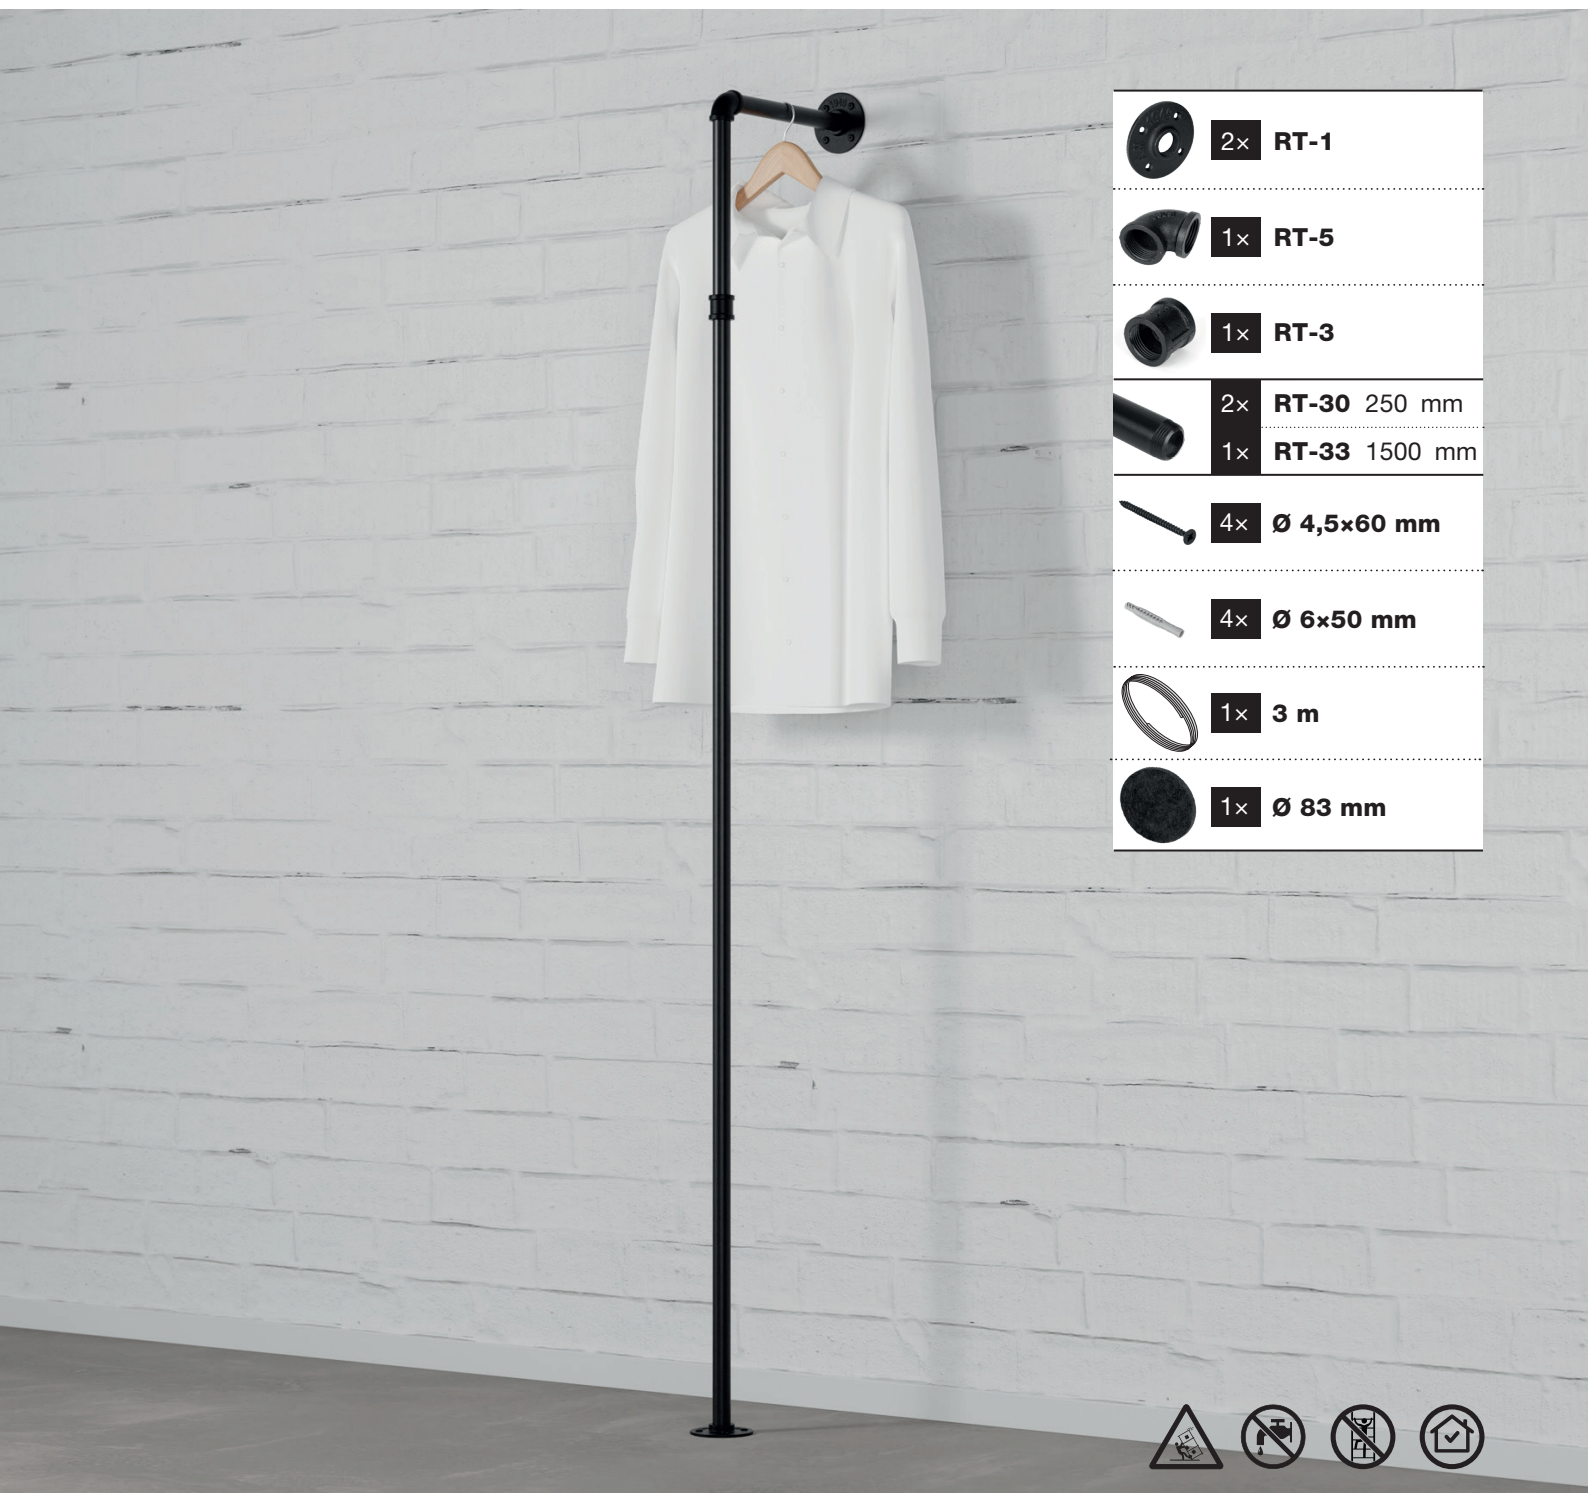 2× RT-1
1× RT-5
1× RT-3
2× RT-30 250 mm
1× RT-33 1500 mm
4× Ø 4,5×60 mm
4× Ø 6×50 mm
1× 3 m
1× Ø 83 mm